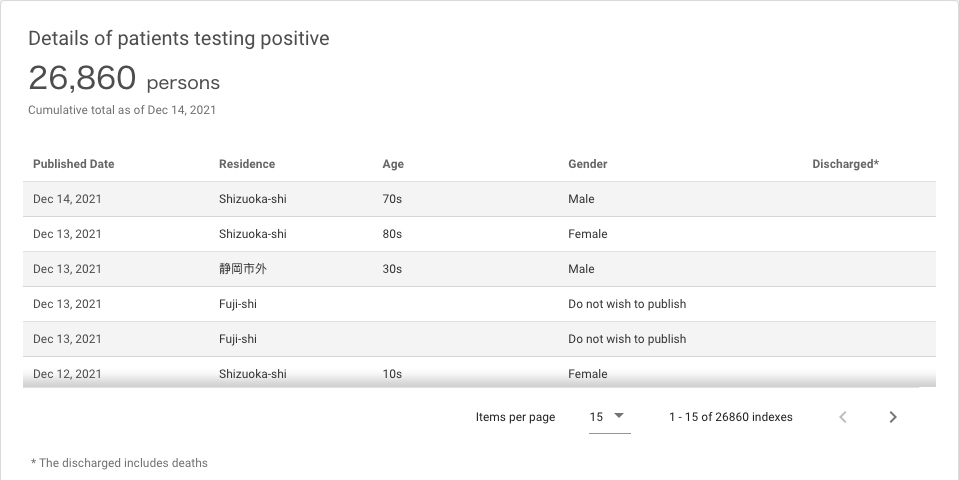 Details of patients testing positive
26,860 persons
Cumulative total as of Dec 14, 2021
Published Date Residence Age Gender Discharged*
Dec 14, 2021 Shizuoka-shi 70s Male
Dec 13, 2021 Shizuoka-shi 80s Female
Dec 13, 2021 静岡市外 30s Male
Dec 13, 2021 Fuji-shi Do not wish to publish
Dec 13, 2021 Fuji-shi Do not wish to publish
Dec 12, 2021 Shizuoka-shi 10s Female
Items per page 15 1 - 15 of 26860 indexes
* The discharged includes deaths